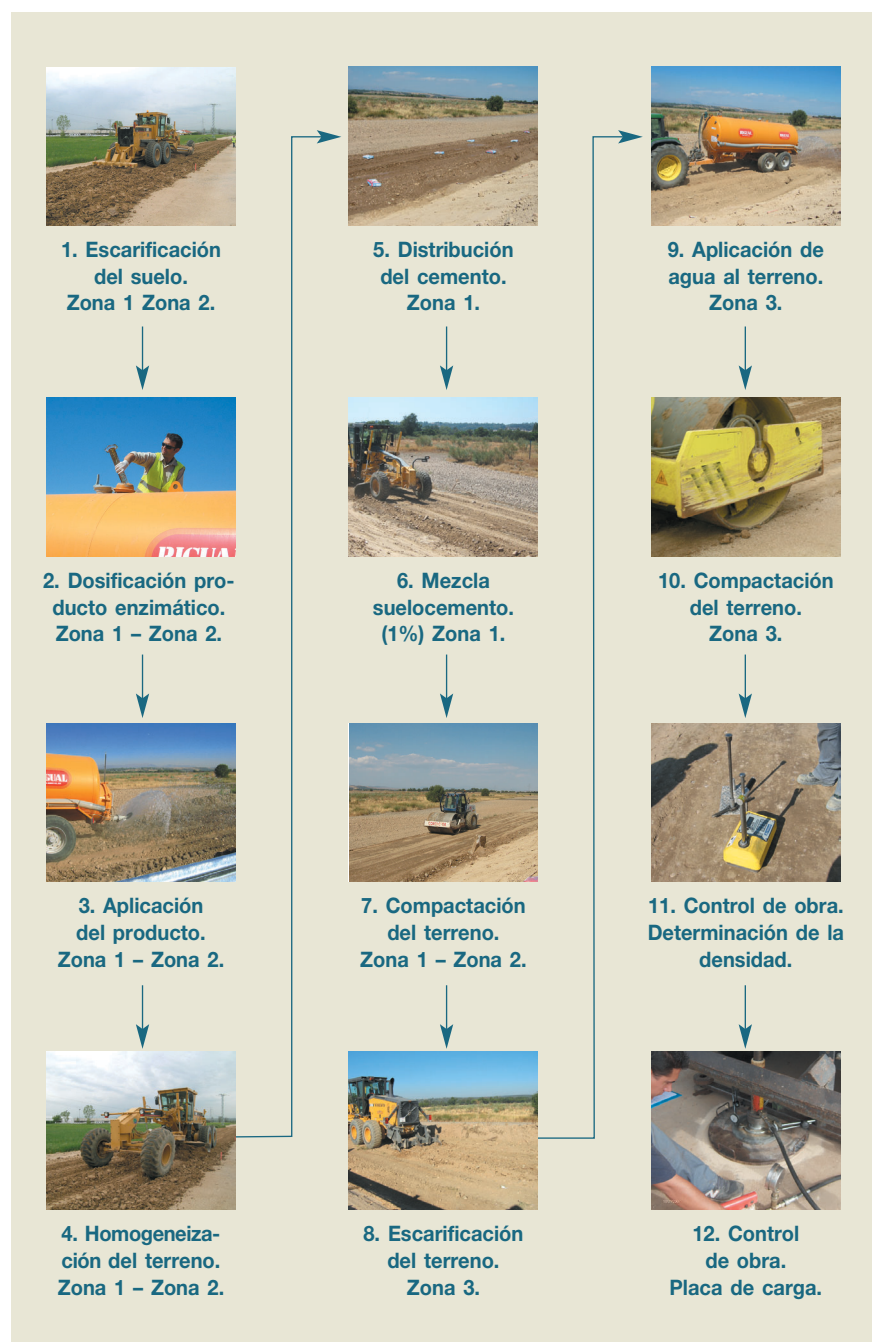 1. Escarificación
del suelo.
Zona 1 Zona 2.
BIGUAL
2. Dosificación pro-
ducto enzimático.
Zona 1 – Zona 2.
3. Aplicación
del producto.
Zona 1 – Zona 2.
4. Homogeneiza-
ción del terreno.
Zona 1 – Zona 2.
5. Distribución
del cemento.
Zona 1.
6. Mezcla
suelocemento.
(1%) Zona 1.
7. Compactación
del terreno.
Zona 1 – Zona 2.
8. Escarificación
del terreno.
Zona 3.
9. Aplicación de
agua al terreno.
Zona 3.
10. Compactación
del terreno.
Zona 3.
11. Control de obra.
Determinación de la
densidad.
12. Control
de obra.
Placa de carga.